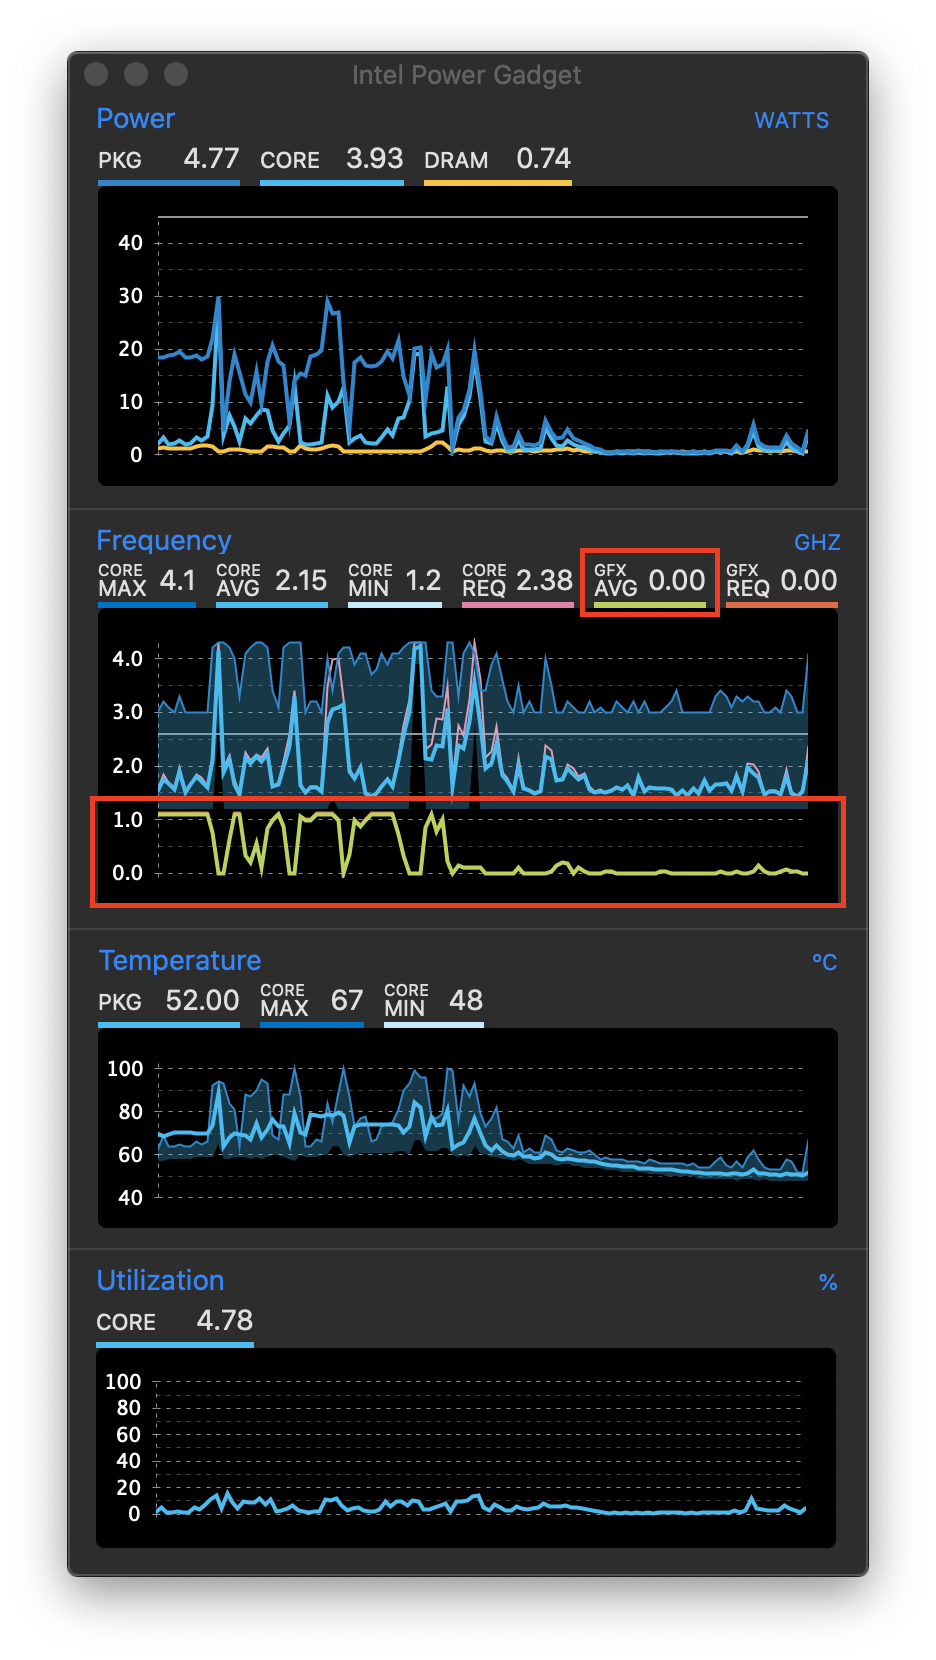 Intel Power Gadget
Power WATTS
PKG 4.77 CORE 3.93 DRAM 0.74
40
30
20
10
0
Frequency GHZ
CORE MAX 4.1 CORE AVG 2.15 CORE MIN 1.2 CORE REQ 2.38 GFX AVG 0.00 GFX REQ 0.00
4.0
3.0
2.0
1.0
0.0
Temperature °C
PKG 52.00 CORE MAX 67 CORE MIN 48
100
80
60
40
Utilization %
CORE 4.78
100
80
60
40
20
0